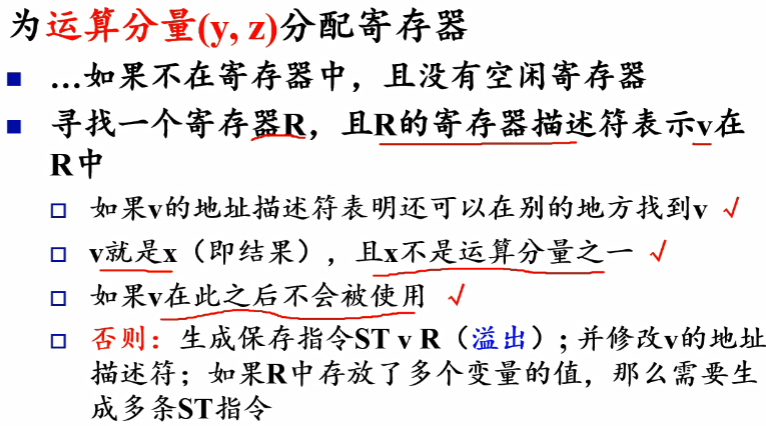 为运算分量(y, z)分配寄存器
…如果不在寄存器中，且没有空闲寄存器
寻找一个寄存器R，且R的寄存器描述符表示v在
R中
如果v的地址描述符表明还可以在别的地方找到v √
v就是x（即结果），且x不是运算分量之一 √
如果v在此之后不会被使用 √
否则：生成保存指令ST v R（溢出）; 并修改v的地址
描述符；如果R中存放了多个变量的值，那么需要生
成多条ST指令